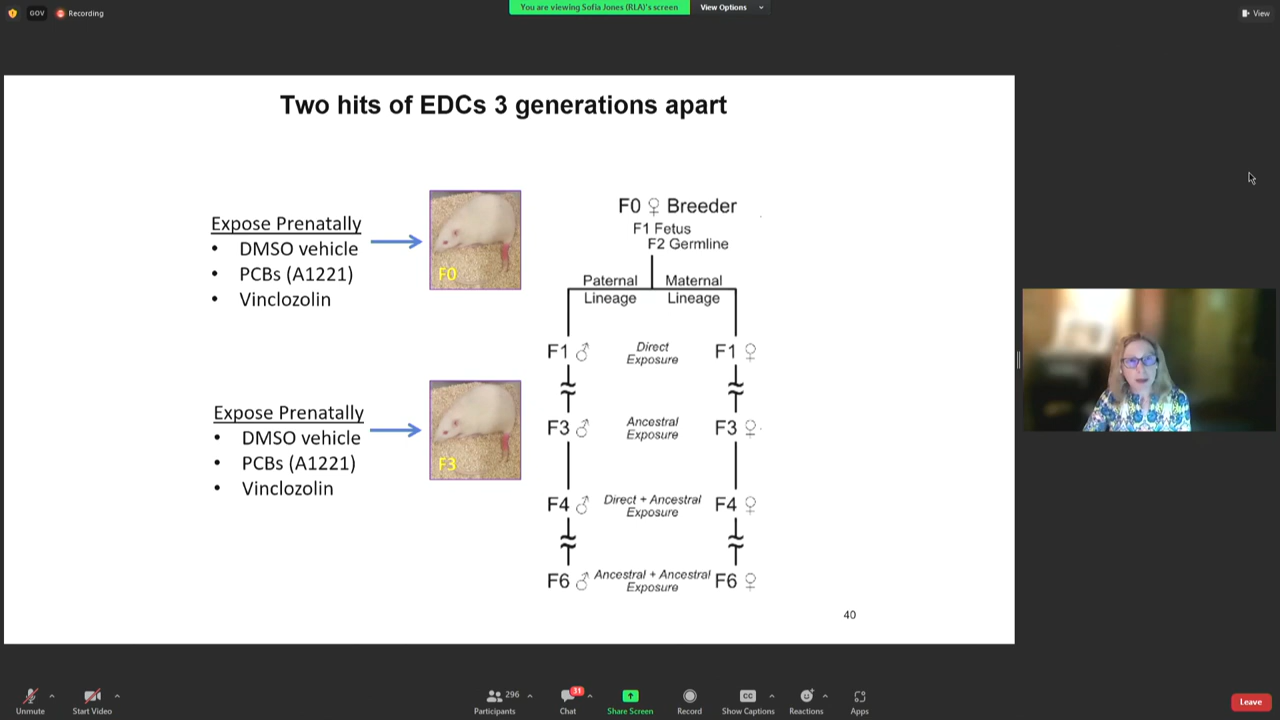 GOV
Recording
You are viewing Sofia Jones (RLA)'s screen
View Options
View
Two hits of EDCs 3 generations apart
Expose Prenatally
• DMSO vehicle
• PCBs (A1221)
• Vinclozolin
F0
Expose Prenatally
• DMSO vehicle
• PCBs (A1221)
• Vinclozolin
F3
F0 ♀ Breeder
F1 Fetus
F2 Germline
Paternal Lineage
Maternal Lineage
F1 ♂ Direct Exposure F1 ♀
F3 ♂ Ancestral Exposure F3 ♀
F4 ♂ Direct + Ancestral Exposure F4 ♀
F6 ♂ Ancestral + Ancestral Exposure F6 ♀
40
Unmute
Start Video
296
Participants
31
Chat
Share Screen
Record
CC
Show Captions
Reactions
Apps
Leave